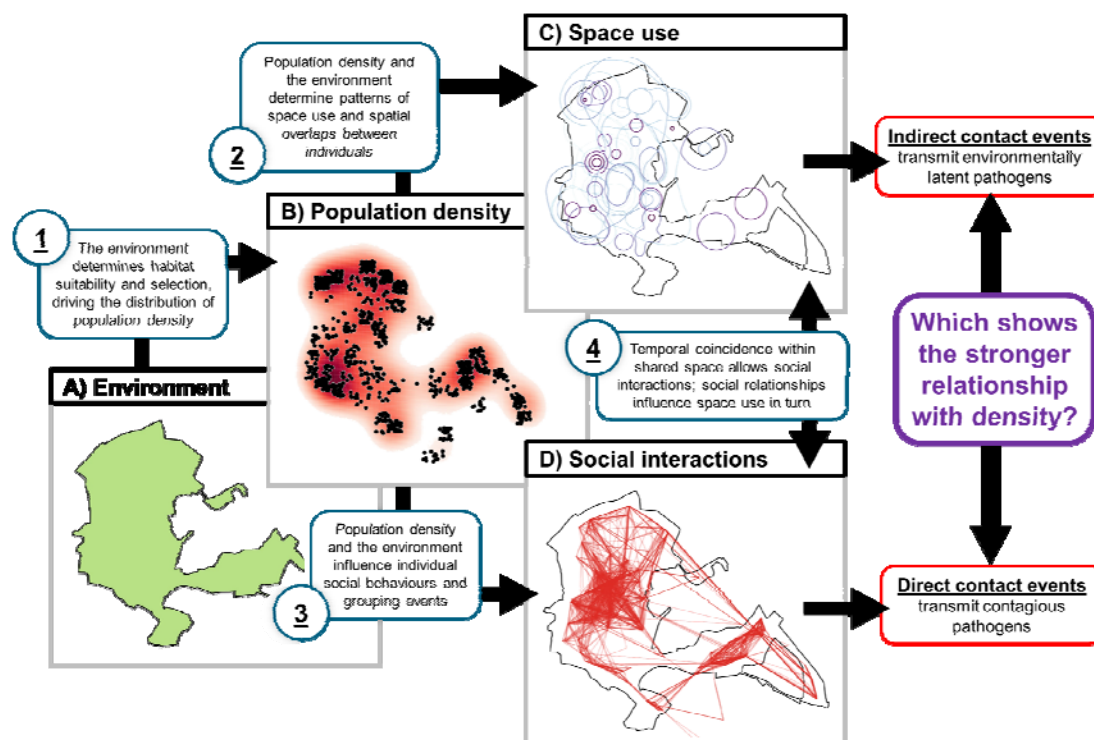 C) Space use
Population density and
the environment
determine patterns of
space use and spatial
overlaps between
individuals
2
Indirect contact events
transmit environmentally
latent pathogens
B) Population density
1
The environment
determines habitat
suitability and selection,
driving the distribution of
population density
Which shows
the stronger
relationship
with density?
4
Temporal coincidence within
shared space allows social
interactions; social relationships
influence space use in turn
A) Environment
D) Social interactions
Population density
and the environment
influence individual
social behaviours and
grouping events
3
Direct contact events
transmit contagious
pathogens